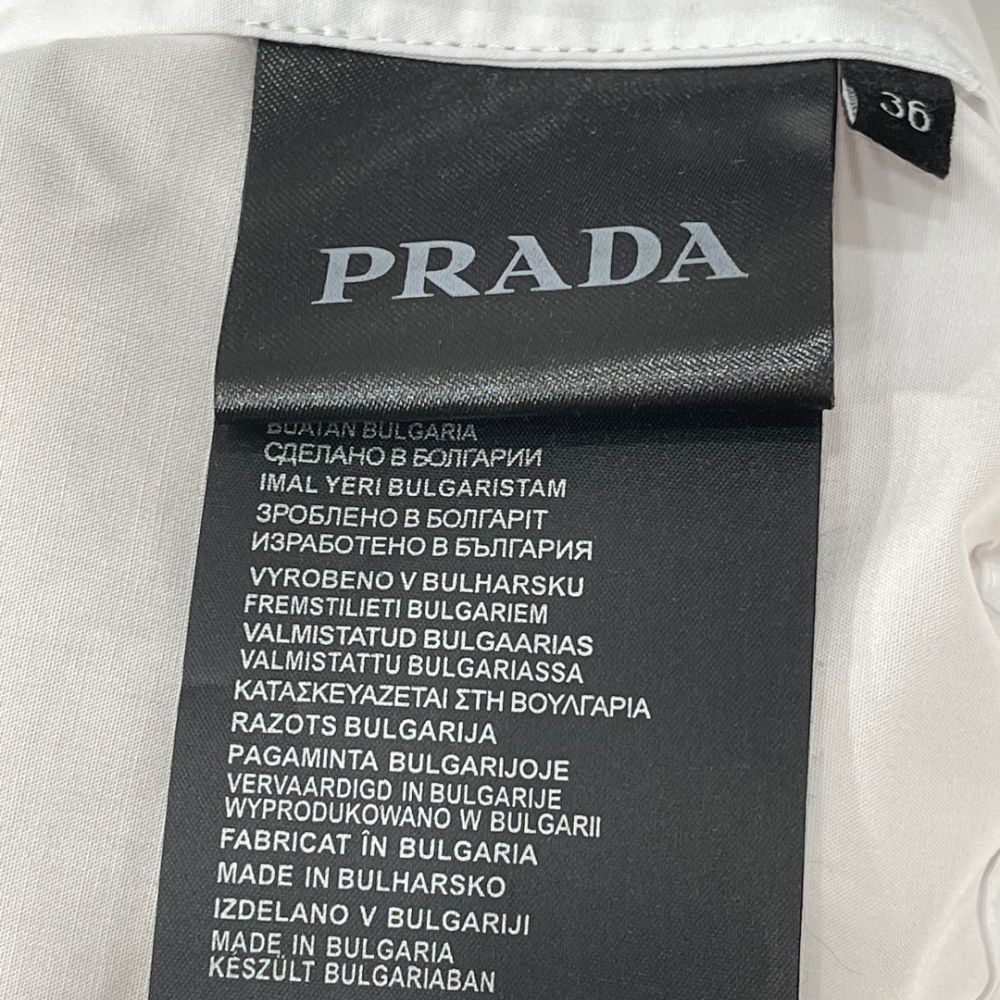 36
PRADA
BUATAN BULGARIA
СДЕЛАНО В БОЛГАРИИ
IMAL YERI BULGARISTAM
ЗРОБЛЕНО В БОЛГАРІТ
ИЗРАБОТЕНО В БЪЛГАРИЯ
VYROBENO V BULHARSKU
FREMSTILIETI BULGARIEM
VALMISTATUD BULGAARIAS
VALMISTATTU BULGARIASSA
ΚΑΤΑΣΚΕΥΑΖΕΤΑΙ ΣΤΗ ΒΟΥΛΓΑΡΙΑ
RAZOTS BULGARIJA
PAGAMINTA BULGARIJOJE
VERVAARDIGD IN BULGARIJE
WYPRODUKOWANO W BULGARII
FABRICAT ÎN BULGARIA
MADE IN BULHARSKO
IZDELANO V BULGARIJI
MADE IN BULGARIA
KÉSZÜLT BULGARIABAN